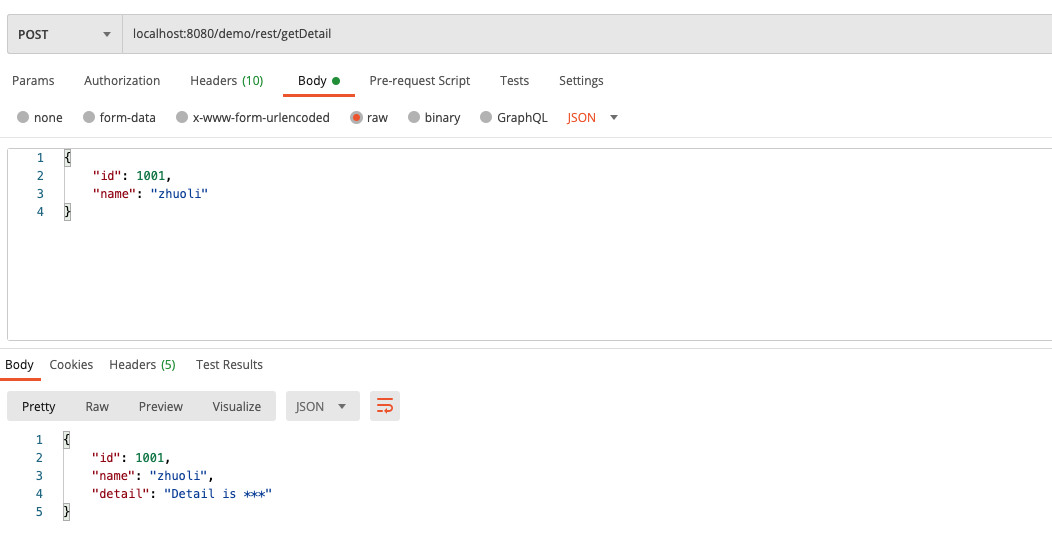 POST localhost:8080/demo/rest/getDetail
Params Authorization Headers (10) Body Pre-request Script Tests Settings
none form-data x-www-form-urlencoded raw binary GraphQL JSON
1 {
2 "id": 1001,
3 "name": "zhuoli"
4 }
Body Cookies Headers (5) Test Results
Pretty Raw Preview Visualize JSON
1 {
2 "id": 1001,
3 "name": "zhuoli",
4 "detail": "Detail is ***"
5 }